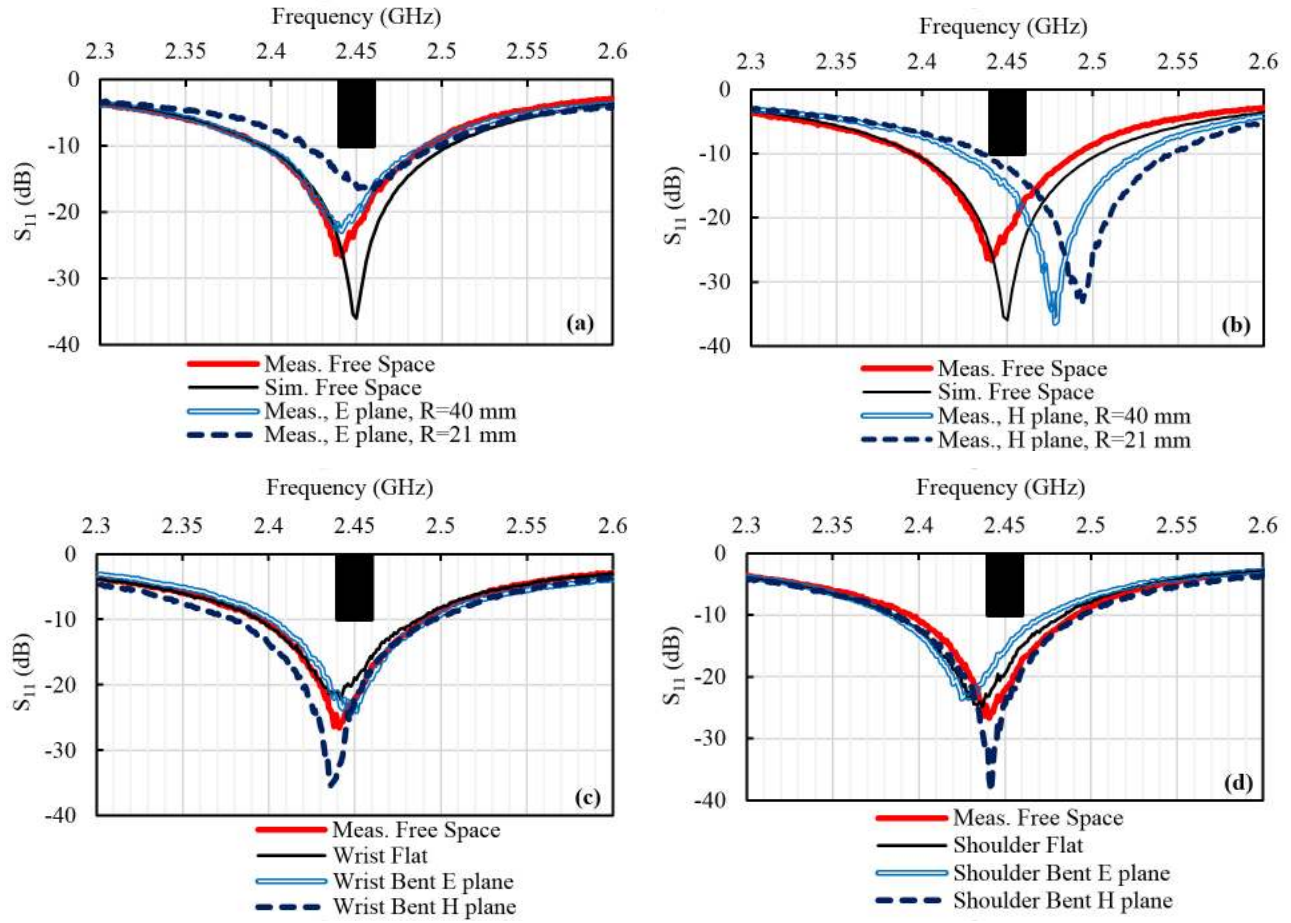 Frequency (GHz)
2.3 2.4 2.45 2.5 2.6
2.35 2.55
0
-10
-20
-30
-40
S11 (dB)
(a)
Meas. Free Space
Sim. Free Space
Meas., E plane, R=40 mm
Meas., E plane, R=21 mm
Frequency (GHz)
2.3 2.35 2.4 2.45 2.5 2.55 2.6
0
-10
-20
-30
-40
S11 (dB)
(b)
Meas. Free Space
Sim. Free Space
Meas., H plane, R=40 mm
Meas., H plane, R=21 mm
Frequency (GHz)
2.3 2.35 2.4 2.45 2.5 2.55 2.6
0
-10
-20
-30
-40
S11 (dB)
(c)
Meas. Free Space
Wrist Flat
Wrist Bent E plane
Wrist Bent H plane
Frequency (GHz)
2.3 2.35 2.4 2.45 2.5 2.55 2.6
0
-10
-20
-30
-40
S11 (dB)
(d)
Meas. Free Space
Shoulder Flat
Shoulder Bent E plane
Shoulder Bent H plane